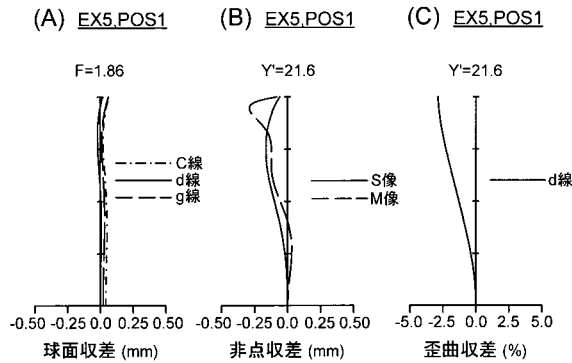 (A) EX5,POS1
F=1.86
C線
d線
g線
-0.50 -0.25 0.0 0.25 0.50
球面収差 (mm)
(B) EX5,POS1
Y'=21.6
S像
M像
-0.50 -0.25 0.0 0.25 0.50
非点収差 (mm)
(C) EX5,POS1
Y'=21.6
d線
-5.0 -2.5 0.0 2.5 5.0
歪曲収差 (%)